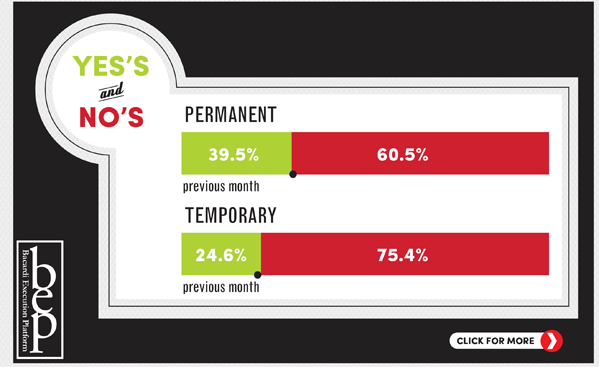 YES'S
and
NO'S
PERMANENT
39.5% 60.5%
previous month
TEMPORARY
24.6% 75.4%
previous month
bep
Bacardi Execution Platform
CLICK FOR MORE